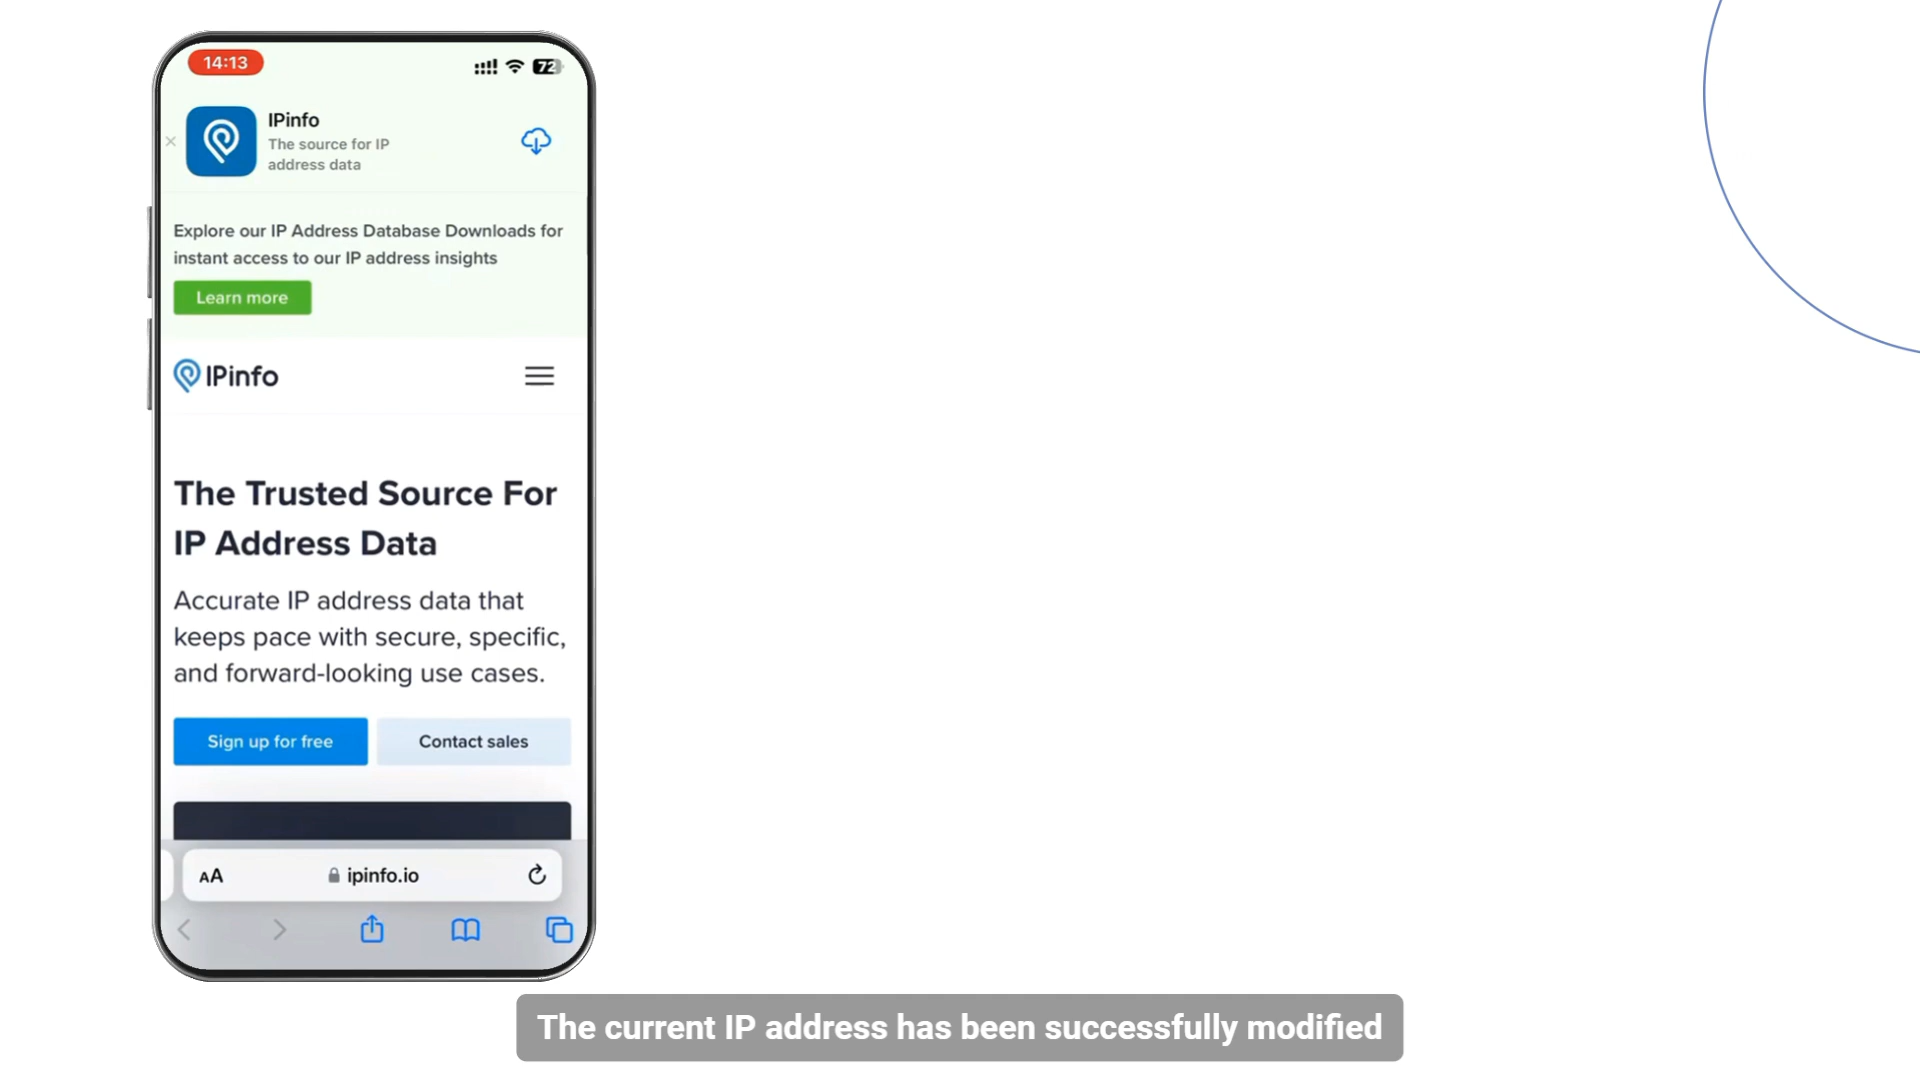 14:13
72
IPinfo
The source for IP
address data
Explore our IP Address Database Downloads for
instant access to our IP address insights
Learn more
IPinfo
The Trusted Source For
IP Address Data
Accurate IP address data that
keeps pace with secure, specific,
and forward-looking use cases.
Sign up for free
Contact sales
AA
ipinfo.io
The current IP address has been successfully modified